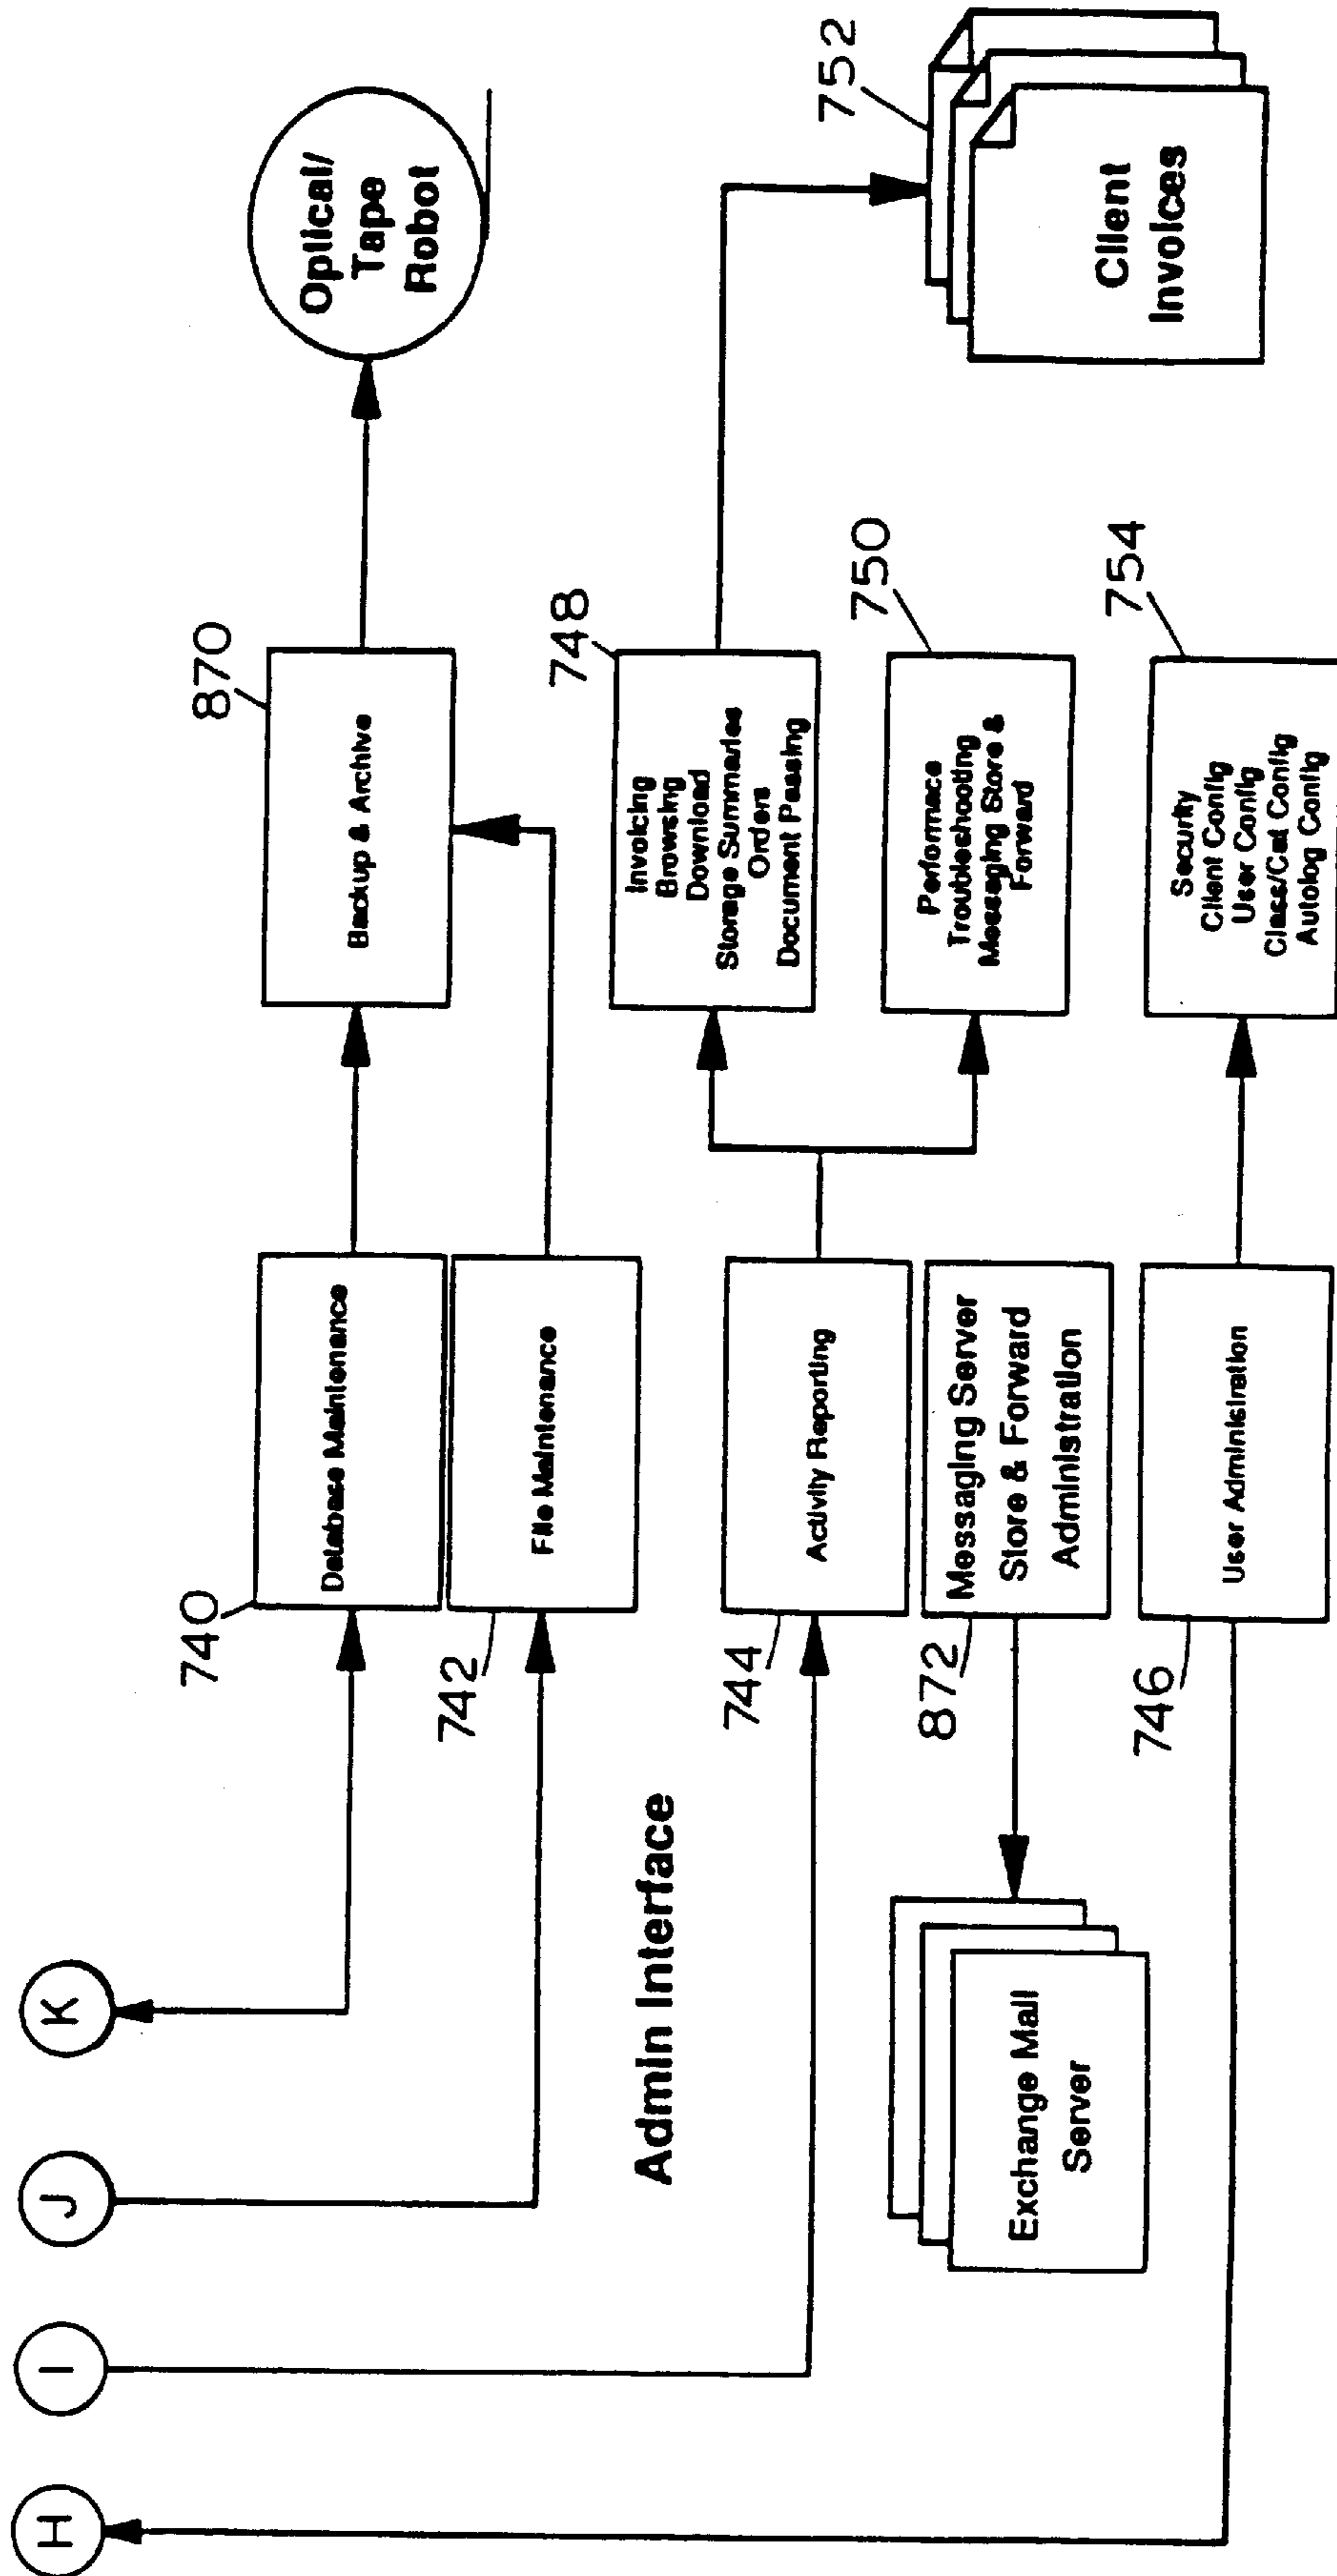 H
I
J
K
Admin Interface
740
Database Maintenance
742
File Maintenance
870
Backup & Archive
Optical/
Tape
Robot
744
Activity Reporting
748
Invoicing
Browsing
Download
Storage Summaries
Orders
Document Passing
752
Client
Invoices
750
Performace
Troubleshooting
Messaging Store &
Forward
872
Messaging Server
Store & Forward
Administration
Exchange Mail
Server
746
User Administration
754
Security
Client Config
User Config
Class/Cat Config
Autolog Config